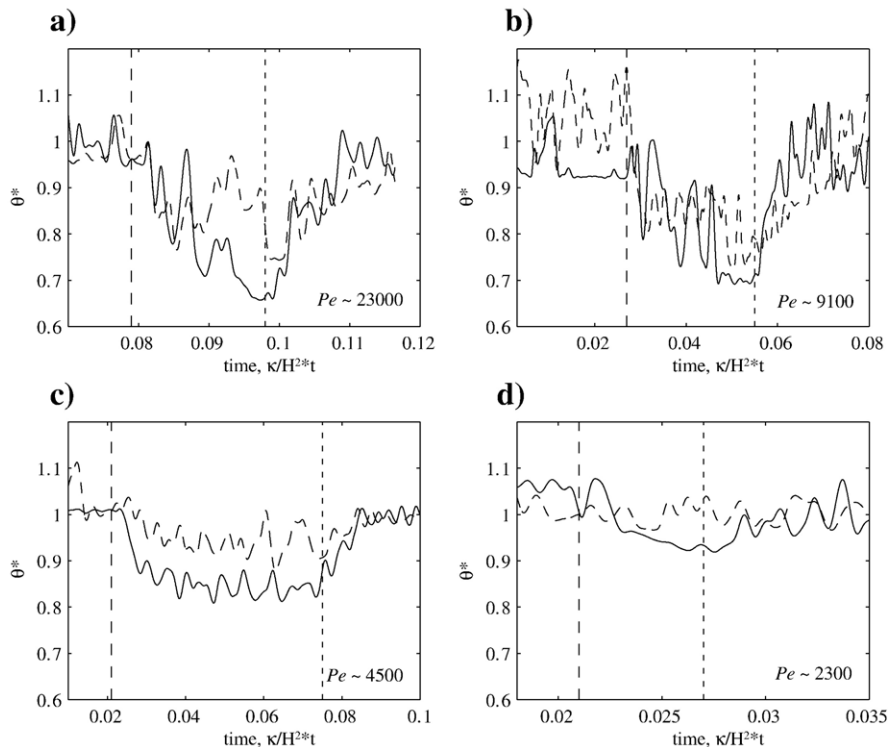 a)
1.1
1
0.9
0.8
0.7
0.6
θ*
0.08
0.09
0.1
0.11
0.12
time, κ/H²*t
Pe ~ 23000
b)
1.1
1
0.9
0.8
0.7
0.6
θ*
0.02
0.04
0.06
0.08
time, κ/H²*t
Pe ~ 9100
c)
1.1
1
0.9
0.8
0.7
0.6
θ*
0.02
0.04
0.06
0.08
0.1
time, κ/H²*t
Pe ~ 4500
d)
1.1
1
0.9
0.8
0.7
0.6
θ*
0.02
0.025
0.03
0.035
time, κ/H²*t
Pe ~ 2300